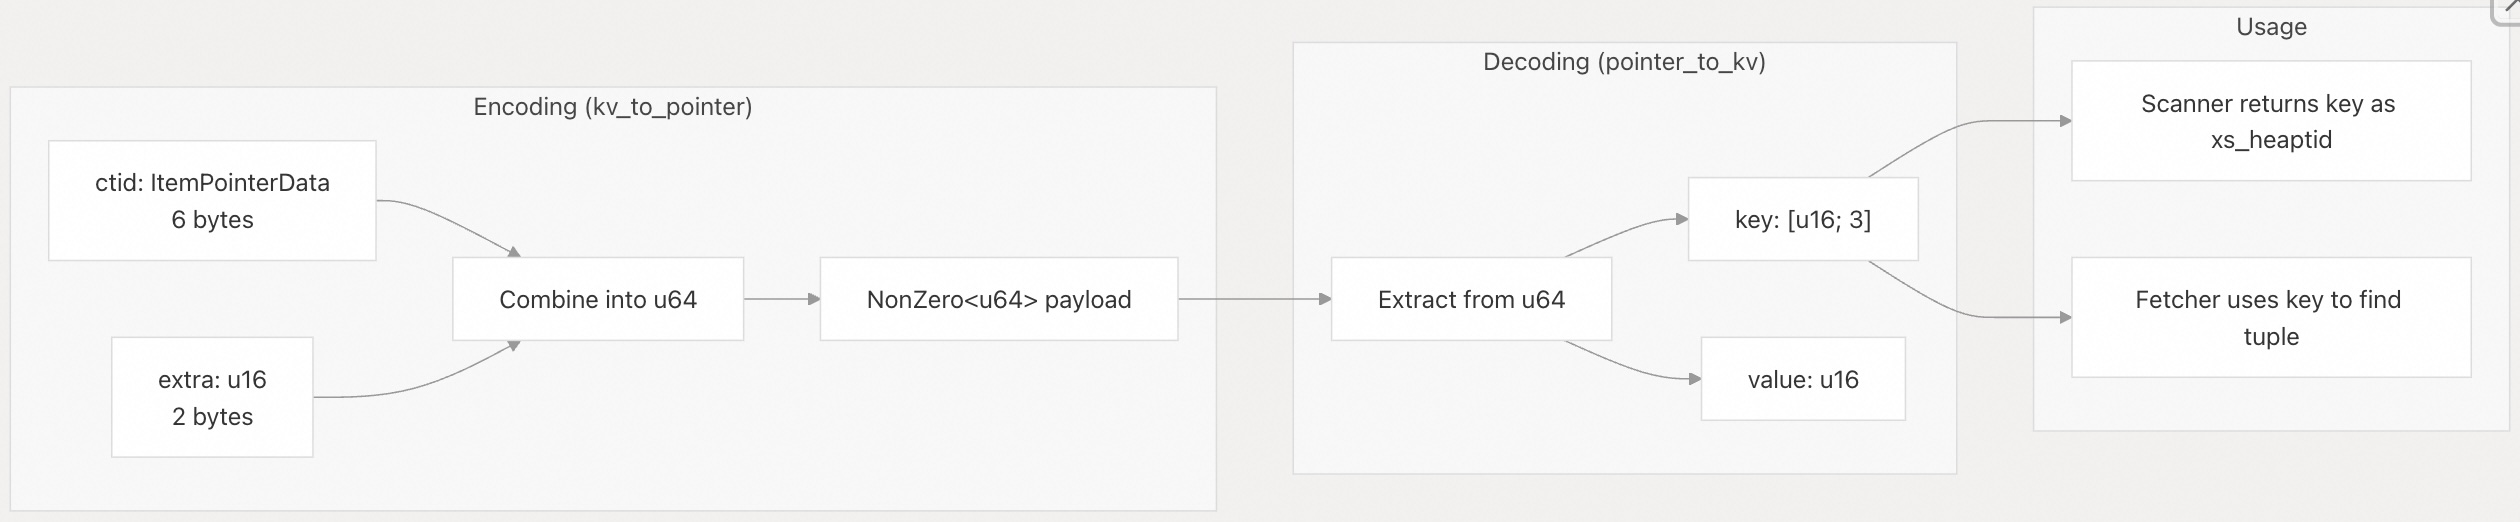 Encoding (kv_to_pointer)
ctid: ItemPointerData
6 bytes
extra: u16
2 bytes
Combine into u64
NonZero<u64> payload
Decoding (pointer_to_kv)
Extract from u64
key: [u16; 3]
value: u16
Usage
Scanner returns key as
xs_heaptid
Fetcher uses key to find
tuple